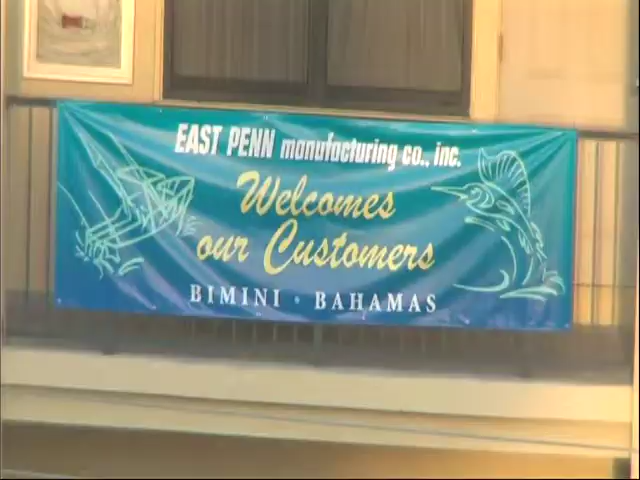 EAST PENN manufacturing co., inc.
Welcomes
our Customers
BIMINI • BAHAMAS